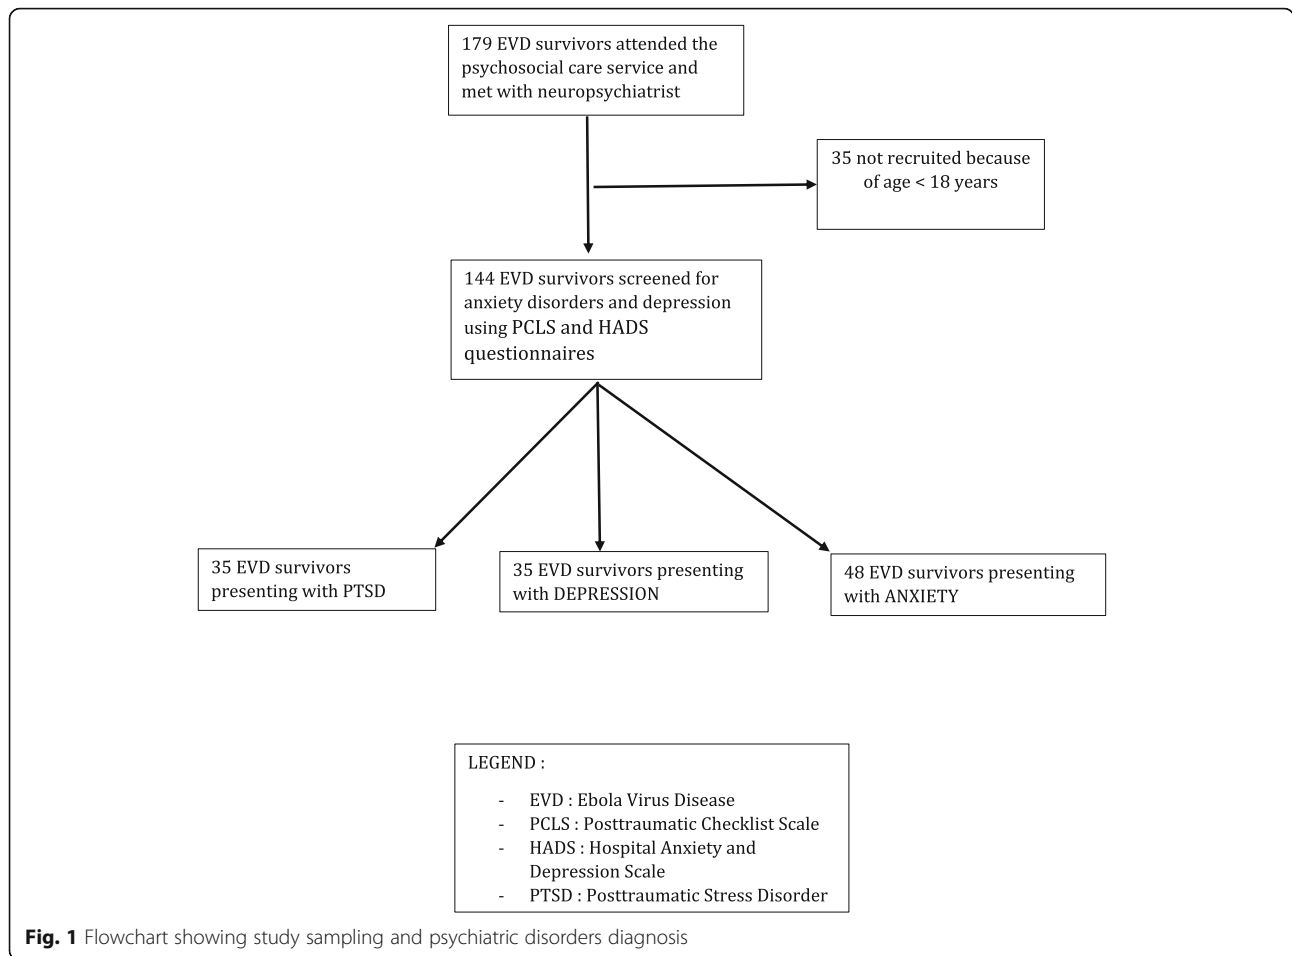 179 EVD survivors attended the
psychosocial care service and
met with neuropsychiatrist
35 not recruited because
of age < 18 years
144 EVD survivors screened for
anxiety disorders and depression
using PCLS and HADS
questionnaires
35 EVD survivors
presenting with PTSD
35 EVD survivors presenting
with DEPRESSION
48 EVD survivors presenting
with ANXIETY
LEGEND :
- EVD : Ebola Virus Disease
- PCLS : Posttraumatic Checklist Scale
- HADS : Hospital Anxiety and
Depression Scale
- PTSD : Posttraumatic Stress Disorder
Fig. 1 Flowchart showing study sampling and psychiatric disorders diagnosis